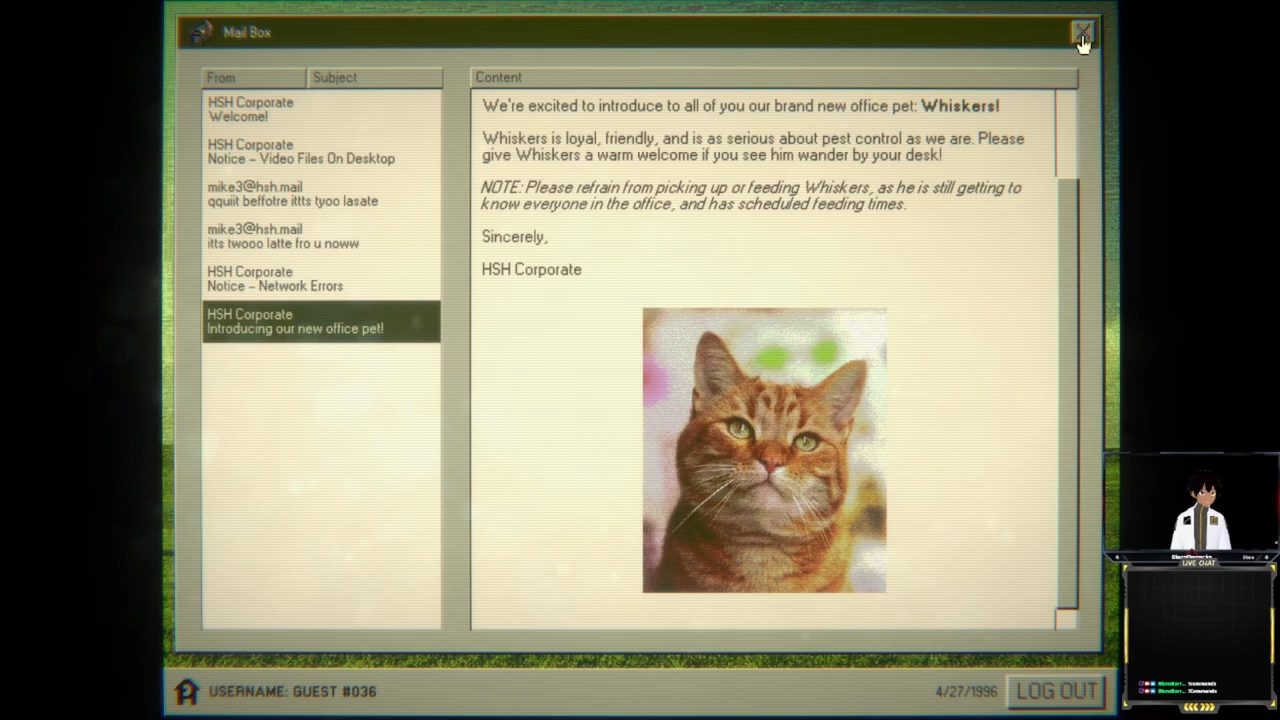 Mail Box
From
Subject
Content
HSH Corporate
Welcome!
HSH Corporate
Notice - Video Files On Desktop
mike3@hsh.mail
qquiit beffotre ittts tyoo lasate
mike3@hsh.mail
itts twooo latte fro u noww
HSH Corporate
Notice - Network Errors
HSH Corporate
Introducing our new office pet!
We're excited to introduce to all of you our brand new office pet: Whiskers!
Whiskers is loyal, friendly, and is as serious about pest control as we are. Please
give Whiskers a warm welcome if you see him wander by your desk!
NOTE: Please refrain from picking up or feeding Whiskers, as he is still getting to
know everyone in the office, and has scheduled feeding times.
Sincerely,
HSH Corporate
LIVE CHAT
!commands
!Commands
USERNAME: GUEST #036
4/27/1996
LOG OUT